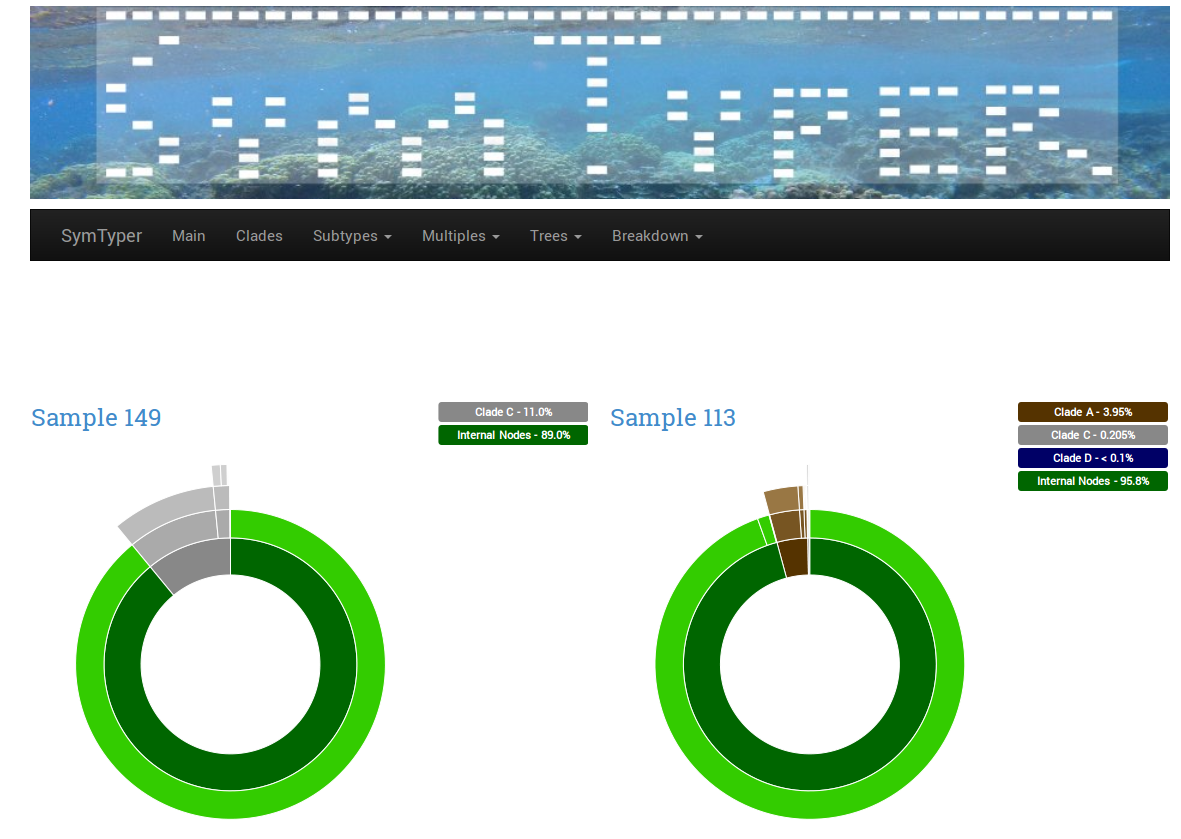 SymTyper
SymTyper Main Clades Subtypes Multiples Trees Breakdown
Sample 149
Clade C - 11.0%
Internal Nodes - 89.0%
Sample 113
Clade A - 3.95%
Clade C - 0.205%
Clade D - < 0.1%
Internal Nodes - 95.8%